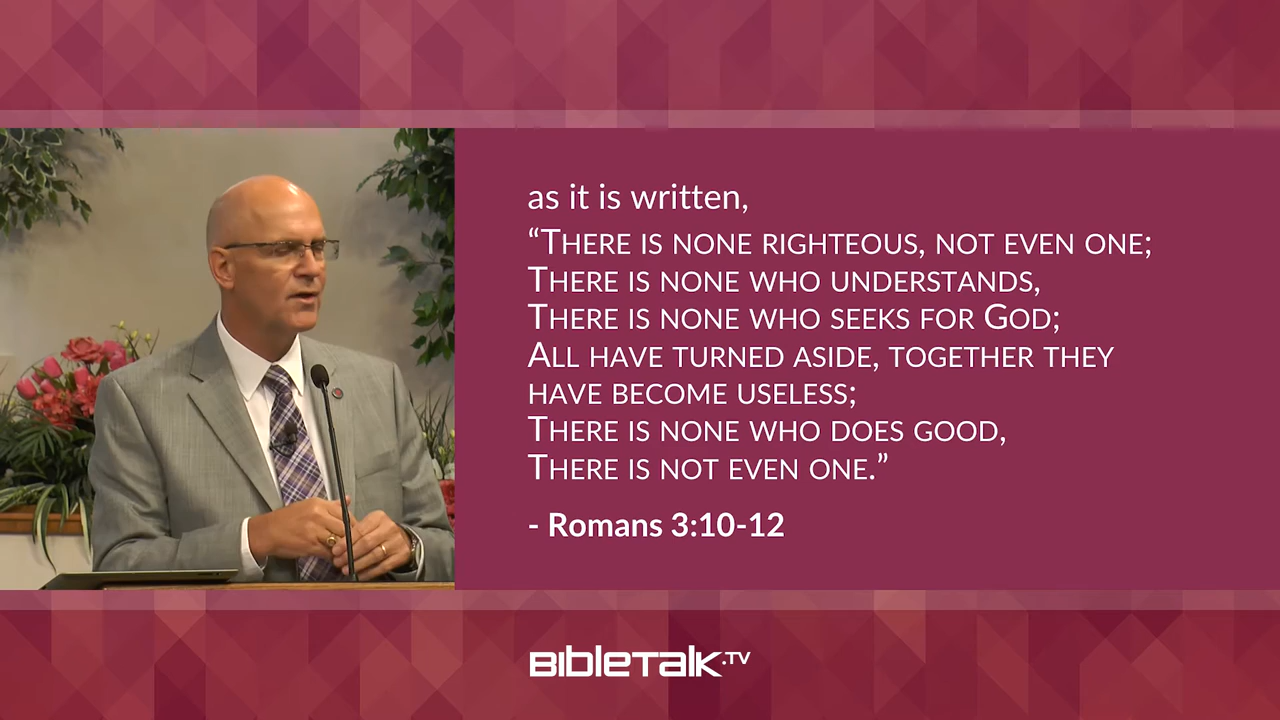 as it is written,
“THERE IS NONE RIGHTEOUS, NOT EVEN ONE;
THERE IS NONE WHO UNDERSTANDS,
THERE IS NONE WHO SEEKS FOR GOD;
ALL HAVE TURNED ASIDE, TOGETHER THEY
HAVE BECOME USELESS;
THERE IS NONE WHO DOES GOOD,
THERE IS NOT EVEN ONE.”
- Romans 3:10-12
BIBLETALK.TV